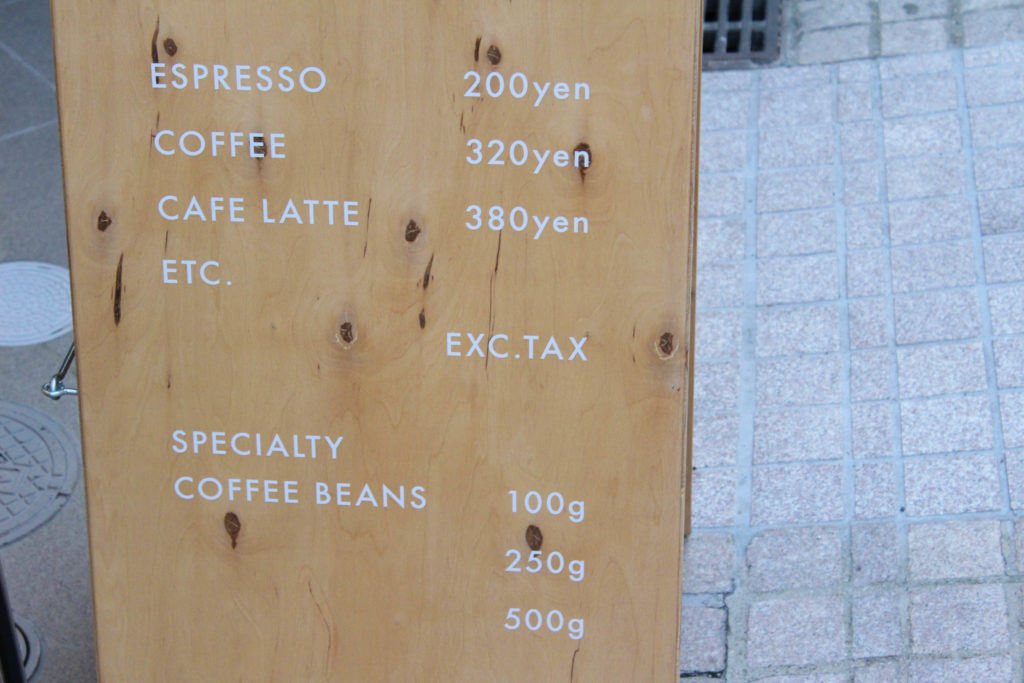 ESPRESSO 200yen
COFFEE 320yen
CAFE LATTE 380yen
ETC.
EXC.TAX
SPECIALTY
COFFEE BEANS 100g
250g
500g